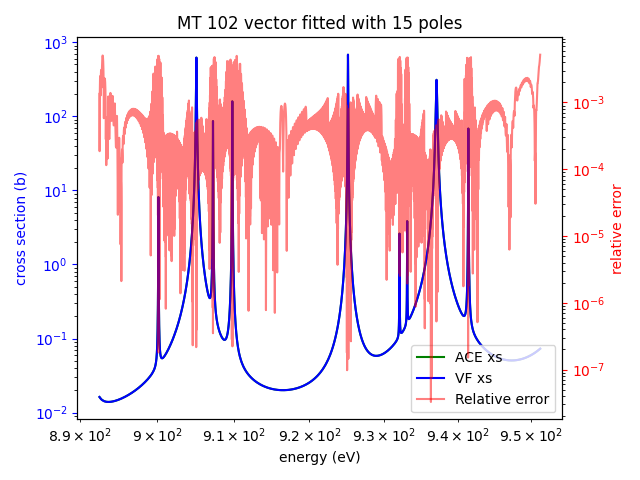 MT 102 vector fitted with 15 poles
10³
10²
10¹
10⁰
10⁻¹
10⁻²
cross section (b)
10⁻³
10⁻⁴
10⁻⁵
10⁻⁶
10⁻⁷
relative error
ACE xs
VF xs
Relative error
8.9 × 10² 9 × 10² 9.1 × 10² 9.2 × 10² 9.3 × 10² 9.4 × 10² 9.5 × 10²
energy (eV)